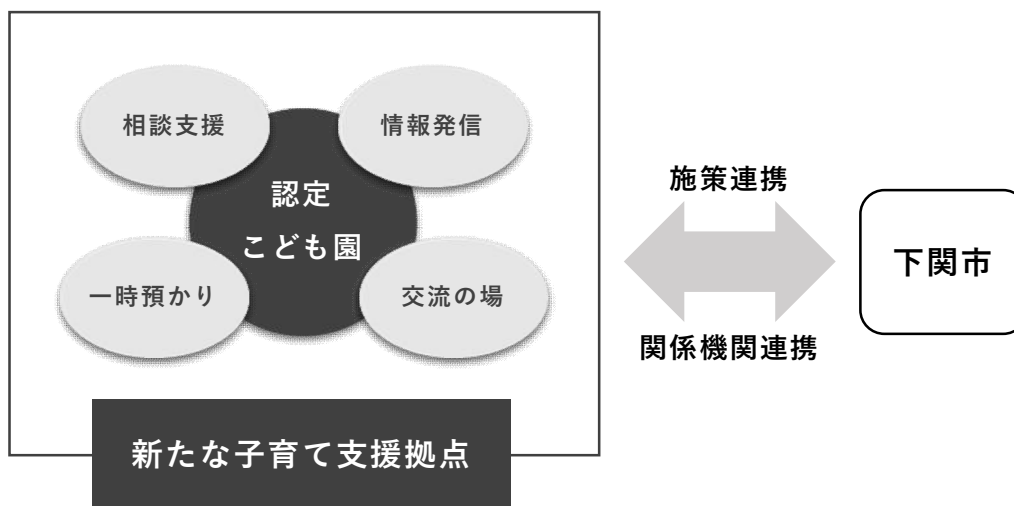 相談支援
情報発信
認定
こども園
一時預かり
交流の場
新たな子育て支援拠点
施策連携
関係機関連携
下関市